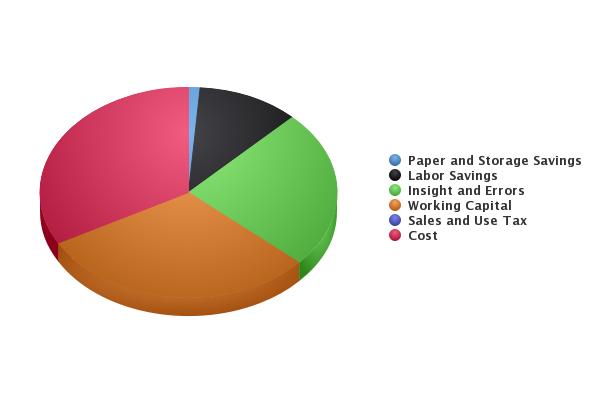 Paper and Storage Savings
Labor Savings
Insight and Errors
Working Capital
Sales and Use Tax
Cost